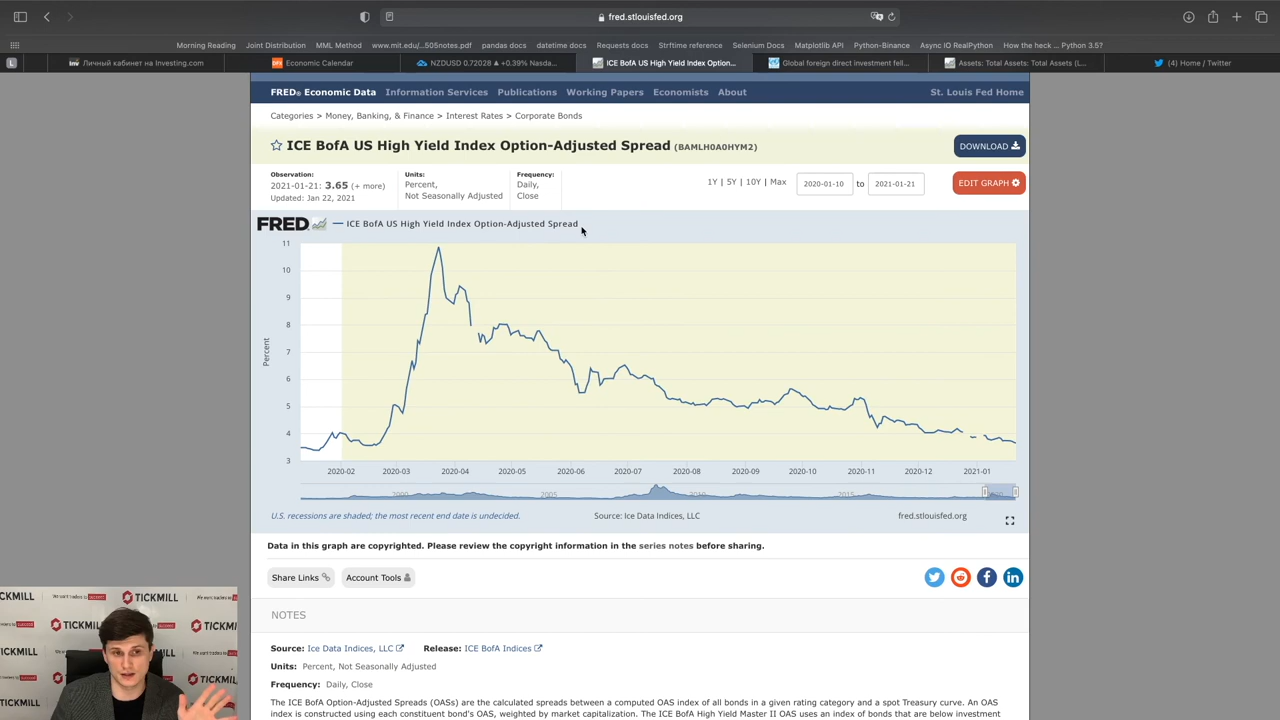 fred.stlouisfed.org
Morning Reading Joint Distribution MML Method www.mit.edu/...505notes.pdf pandas docs datetime docs Requests docs Strftime reference Selenium Docs Matplotlib API Python-Binance Async IO RealPython How the heck ... Python 3.5?
L Личный кабинет на Investing.com Economic Calendar NZDUSD 0.72028 ▲ +0.39% Nasda... ICE BofA US High Yield Index Option... Global foreign direct investment fell... Assets: Total Assets: Total Assets (L... (4) Home / Twitter
FRED® Economic Data Information Services Publications Working Papers Economists About St. Louis Fed Home
Categories > Money, Banking, & Finance > Interest Rates > Corporate Bonds
ICE BofA US High Yield Index Option-Adjusted Spread (BAMLH0A0HYM2)
DOWNLOAD
Observation:
2021-01-21: 3.65 (+ more)
Updated: Jan 22, 2021
Units:
Percent,
Not Seasonally Adjusted
Frequency:
Daily,
Close
1Y | 5Y | 10Y | Max 2020-01-10 to 2021-01-21
EDIT GRAPH
FRED — ICE BofA US High Yield Index Option-Adjusted Spread
11
10
9
8
7
6
5
4
3
Percent
2020-02 2020-03 2020-04 2020-05 2020-06 2020-07 2020-08 2020-09 2020-10 2020-11 2020-12 2021-01
2000 2005 2010 2015
U.S. recessions are shaded; the most recent end date is undecided. Source: Ice Data Indices, LLC fred.stlouisfed.org
Data in this graph are copyrighted. Please review the copyright information in the series notes before sharing.
Share Links Account Tools
NOTES
Source: Ice Data Indices, LLC Release: ICE BofA Indices
Units: Percent, Not Seasonally Adjusted
Frequency: Daily, Close
The ICE BofA Option-Adjusted Spreads (OASs) are the calculated spreads between a computed OAS index of all bonds in a given rating category and a spot Treasury curve. An OAS
index is constructed using each constituent bond's OAS, weighted by market capitalization. The ICE BofA High Yield Master II OAS uses an index of bonds that are below investment
TICKMILL
TICKMILL
TICKMILL